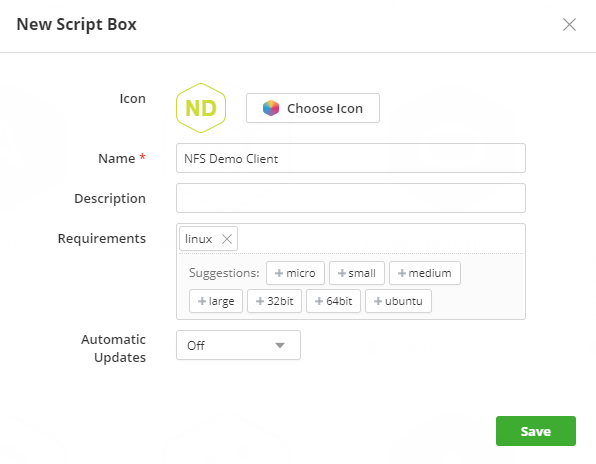 New Script Box
Icon
ND
Choose Icon
Name *
NFS Demo Client
Description
Requirements
linux
Suggestions: + micro + small + medium
+ large + 32bit + 64bit + ubuntu
Automatic
Updates
Off
Save